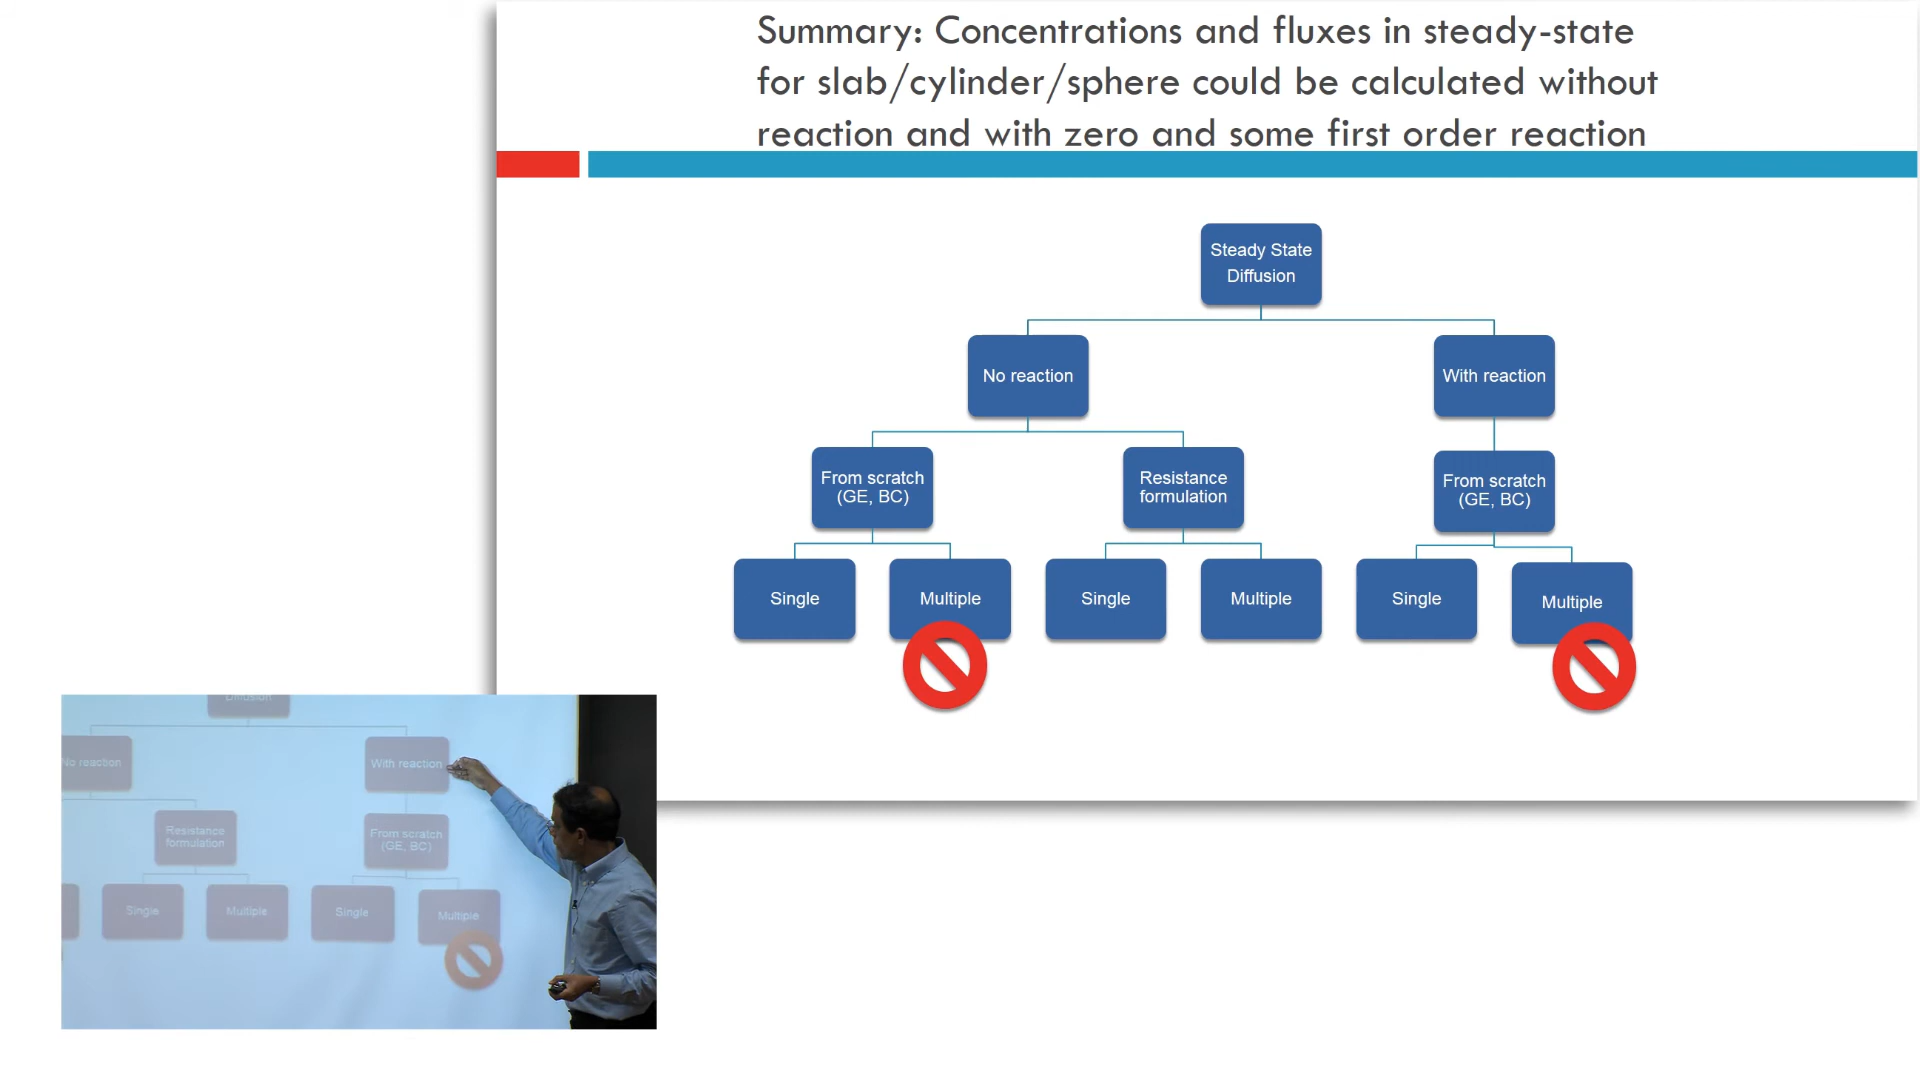 Summary: Concentrations and fluxes in steady-state
for slab/cylinder/sphere could be calculated without
reaction and with zero and some first order reaction
Steady State
Diffusion
No reaction
With reaction
From scratch
(GE, BC)
Resistance
formulation
From scratch
(GE, BC)
Single
Multiple
Single
Multiple
Single
Multiple
Diffusion
No reaction
With reaction
Resistance
formulation
From scratch
(GE, BC)
Single
Multiple
Single
Multiple